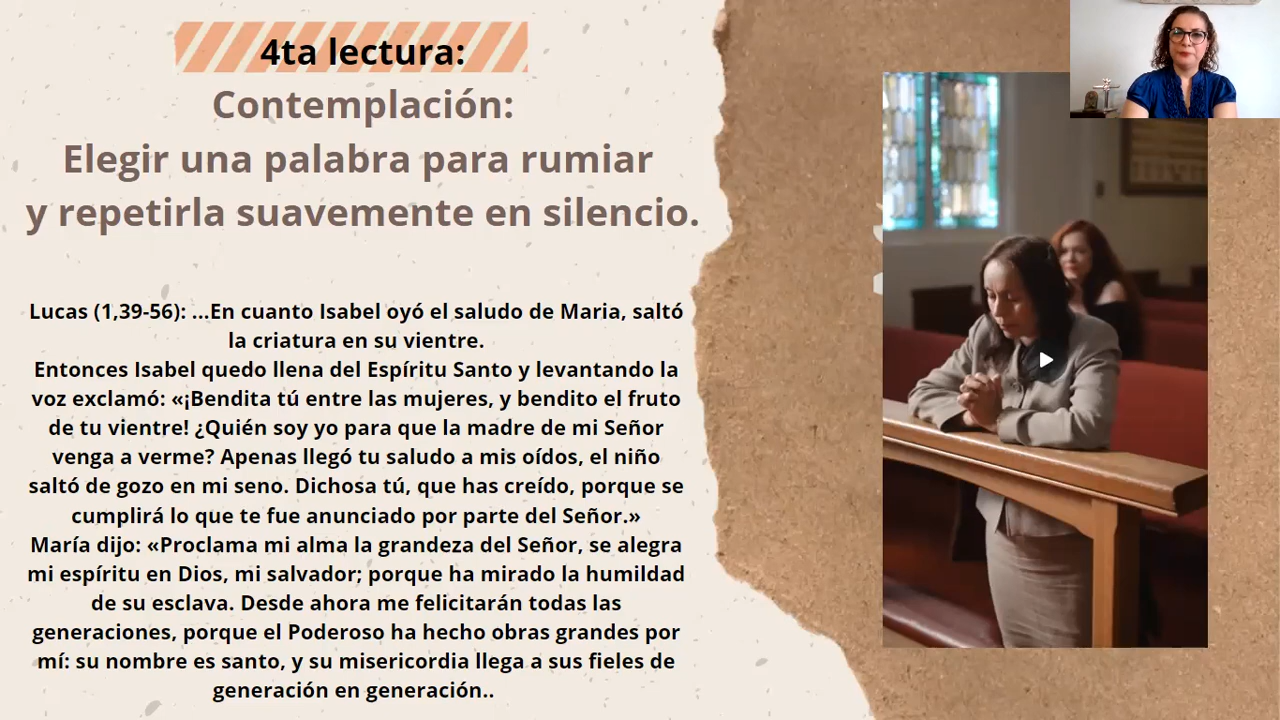 4ta lectura:
Contemplación:
Elegir una palabra para rumiar
y repetirla suavemente en silencio.
Lucas (1,39-56): ...En cuanto Isabel oyó el saludo de Maria, saltó
la criatura en su vientre.
Entonces Isabel quedo llena del Espíritu Santo y levantando la
voz exclamó: «¡Bendita tú entre las mujeres, y bendito el fruto
de tu vientre! ¿Quién soy yo para que la madre de mi Señor
venga a verme? Apenas llegó tu saludo a mis oídos, el niño
saltó de gozo en mi seno. Dichosa tú, que has creído, porque se
cumplirá lo que te fue anunciado por parte del Señor.»
María dijo: «Proclama mi alma la grandeza del Señor, se alegra
mi espíritu en Dios, mi salvador; porque ha mirado la humildad
de su esclava. Desde ahora me felicitarán todas las
generaciones, porque el Poderoso ha hecho obras grandes por
mí: su nombre es santo, y su misericordia llega a sus fieles de
generación en generación..